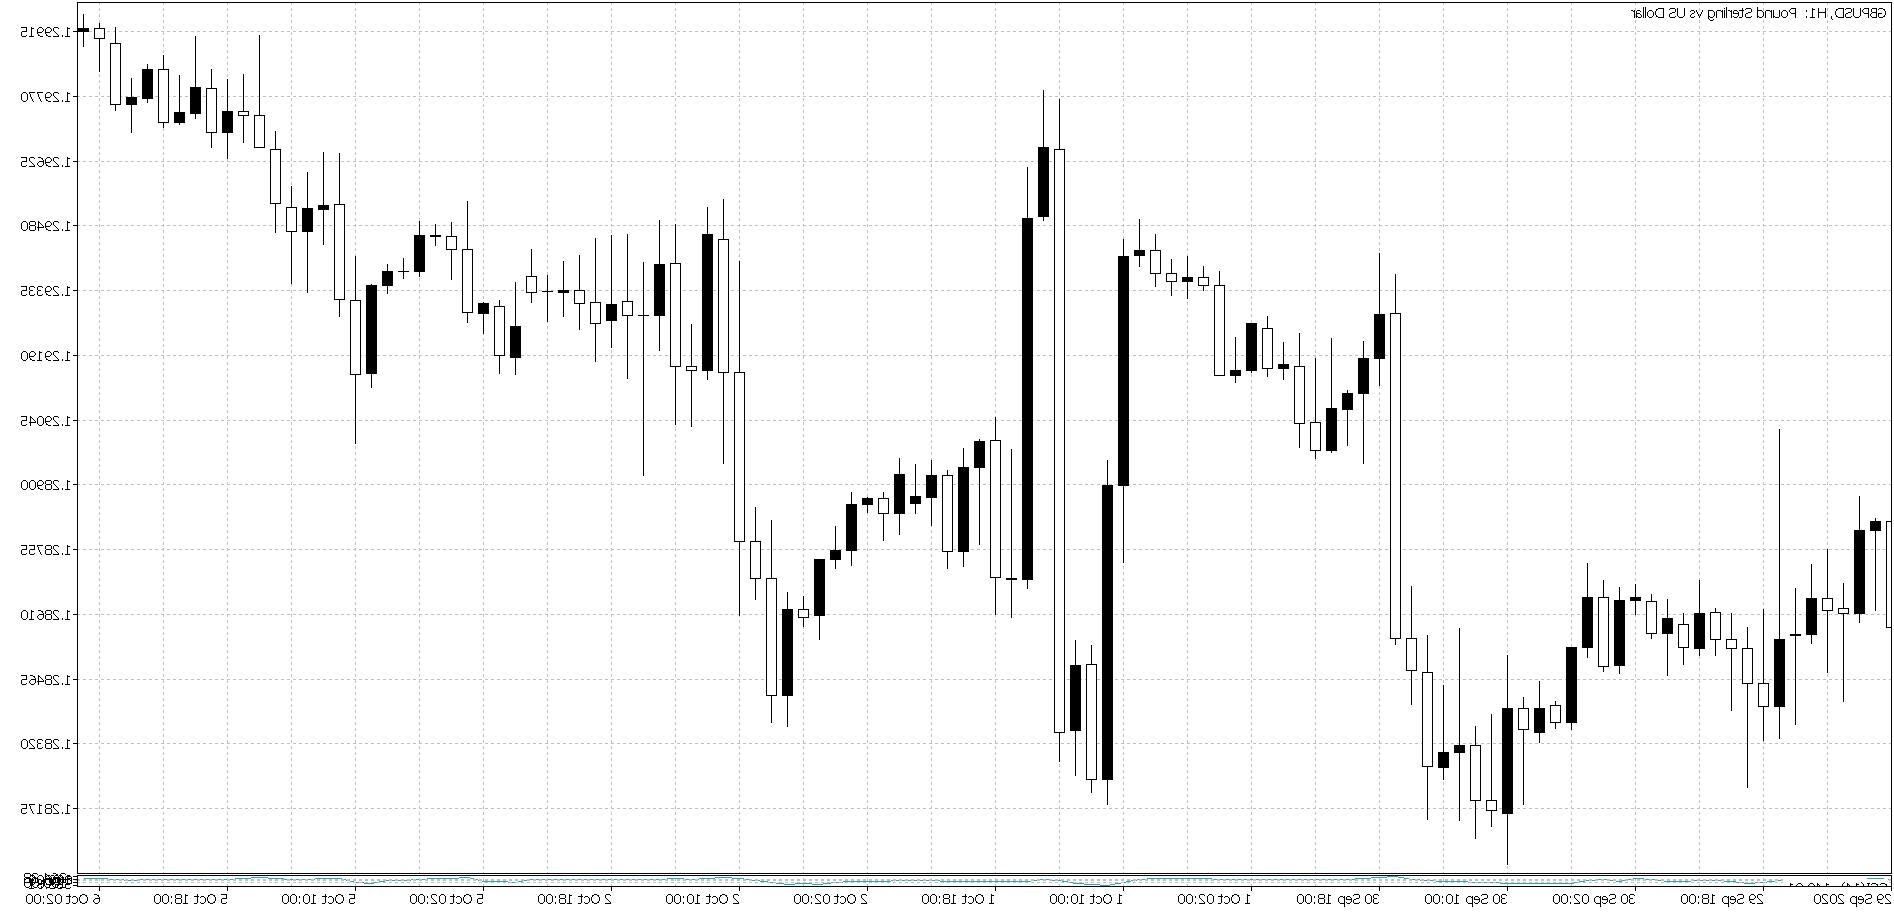 GBPUSD, H1: Pound Sterling vs US Dollar
1.29915
1.29770
1.29625
1.29480
1.29335
1.29190
1.29045
1.28900
1.28755
1.28610
1.28465
1.28320
1.28175
29 Sep 2020
29 Sep 18:00
30 Sep 02:00
30 Sep 10:00
30 Sep 18:00
1 Oct 02:00
1 Oct 10:00
1 Oct 18:00
2 Oct 02:00
2 Oct 10:00
2 Oct 18:00
5 Oct 02:00
5 Oct 10:00
5 Oct 18:00
6 Oct 02:00